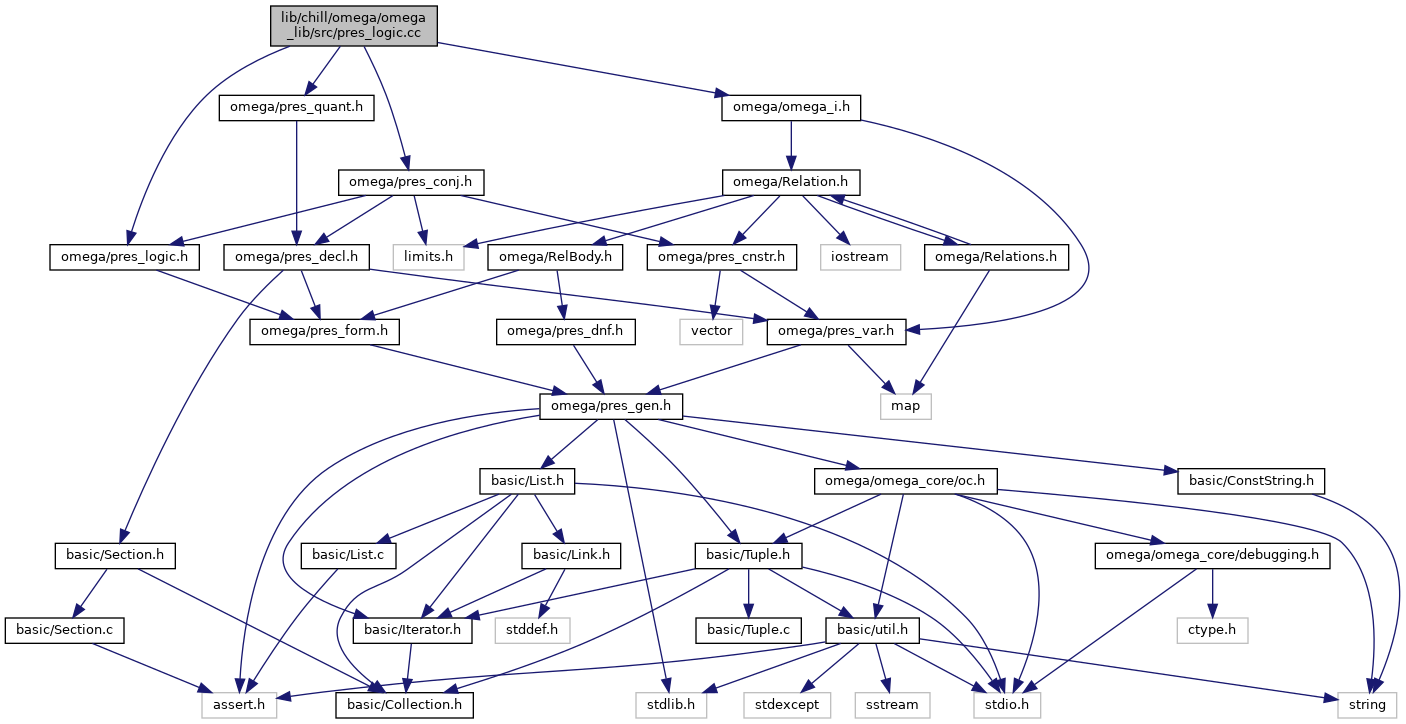 lib/chill/omega/omega
_lib/src/pres_logic.cc
omega/pres_quant.h
omega/omega_i.h
omega/pres_conj.h
omega/Relation.h
omega/pres_logic.h
omega/pres_decl.h
limits.h
omega/RelBody.h
omega/pres_cnstr.h
iostream
omega/Relations.h
omega/pres_form.h
omega/pres_dnf.h
vector
omega/pres_var.h
omega/pres_gen.h
map
basic/List.h
omega/omega_core/oc.h
basic/ConstString.h
basic/Section.h
basic/List.c
basic/Link.h
basic/Tuple.h
omega/omega_core/debugging.h
basic/Section.c
basic/Iterator.h
stddef.h
basic/Tuple.c
basic/util.h
ctype.h
assert.h
basic/Collection.h
stdlib.h
stdexcept
sstream
stdio.h
string